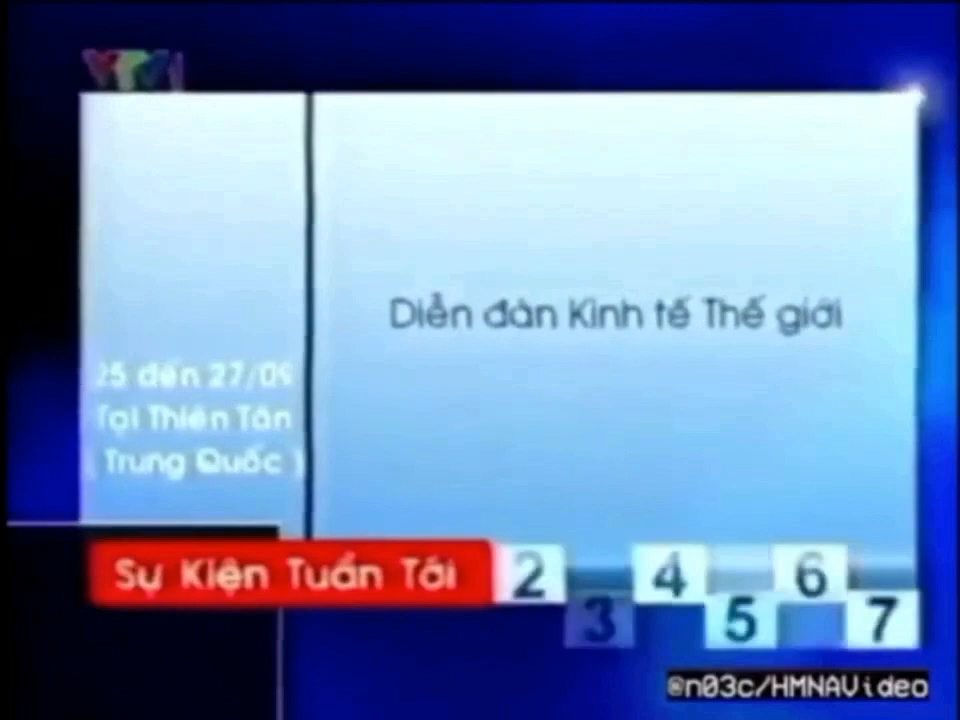 VTV1
Diễn đàn Kinh tế Thế giới
25 đến 27/09
Tại Thiên Tân
( Trung Quốc )
Sự Kiện Tuần Tới
2
4
6
3
5
7
@n03c/HMNAVideo